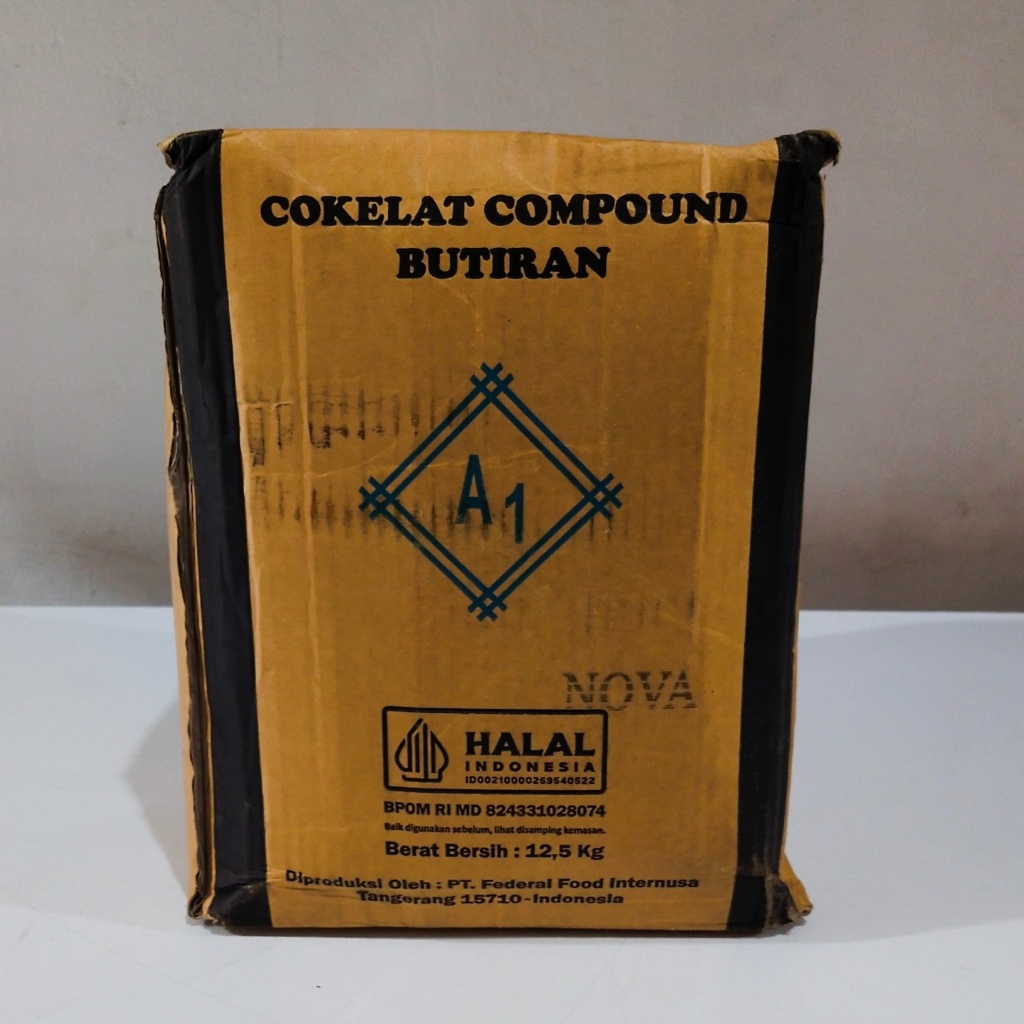 COKELAT COMPOUND
BUTIRAN
A1
NOVA
HALAL
INDONESIA
ID00210000269540522
BPOM RI MD 824331028074
Baik digunakan sebelum, lihat disamping kemasan.
Berat Bersih : 12,5 Kg
Diproduksi Oleh : PT. Federal Food Internusa
Tangerang 15710-Indonesia